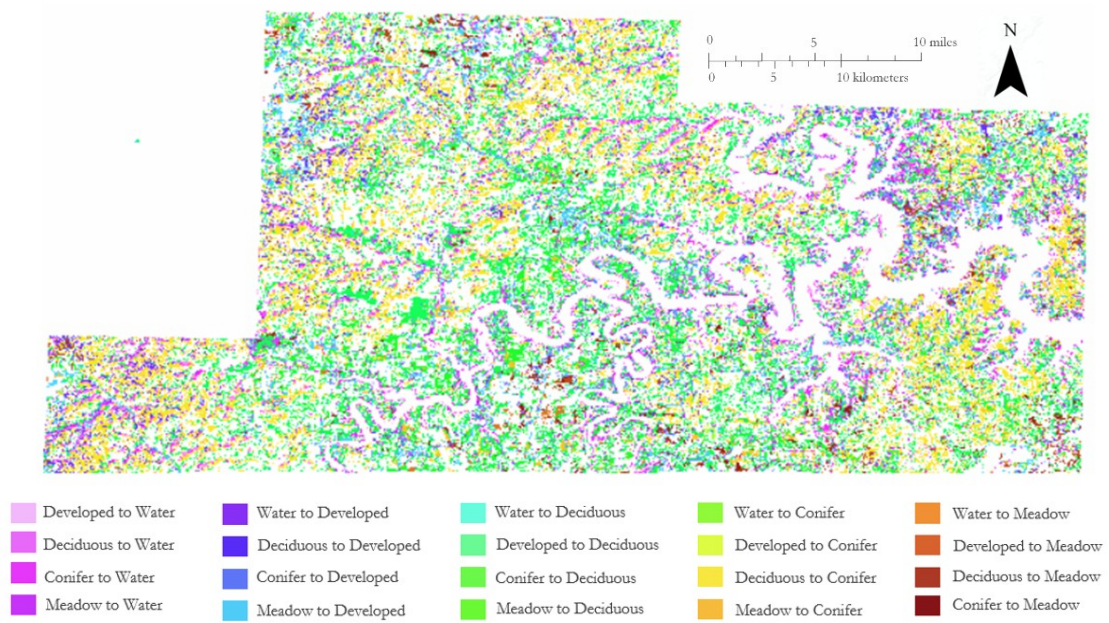 N
0 5 10 miles
0 5 10 kilometers
Developed to Water
Water to Developed
Water to Deciduous
Water to Conifer
Water to Meadow
Deciduous to Water
Deciduous to Developed
Developed to Deciduous
Developed to Conifer
Developed to Meadow
Conifer to Water
Conifer to Developed
Conifer to Deciduous
Deciduous to Conifer
Deciduous to Meadow
Meadow to Water
Meadow to Developed
Meadow to Deciduous
Meadow to Conifer
Conifer to Meadow